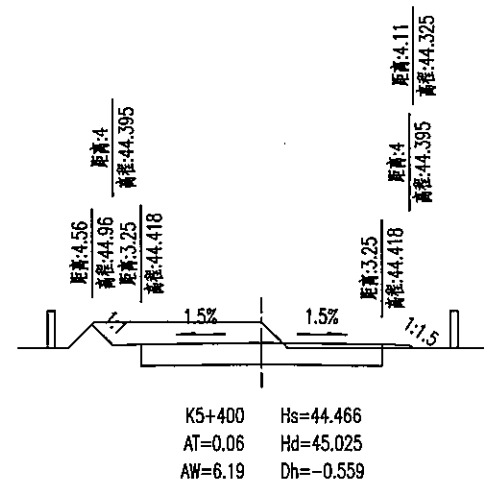 距离:4.11
高程:44.325
距离:4
高程:44.395
距离:4
高程:44.395
距离:4.56
高程:44.96
距离:3.25
高程:44.418
距离:3.25
高程:44.418
1:1
1.5%
1.5%
1:1.5
K5+400 Hs=44.466
AT=0.06 Hd=45.025
AW=6.19 Dh=-0.559